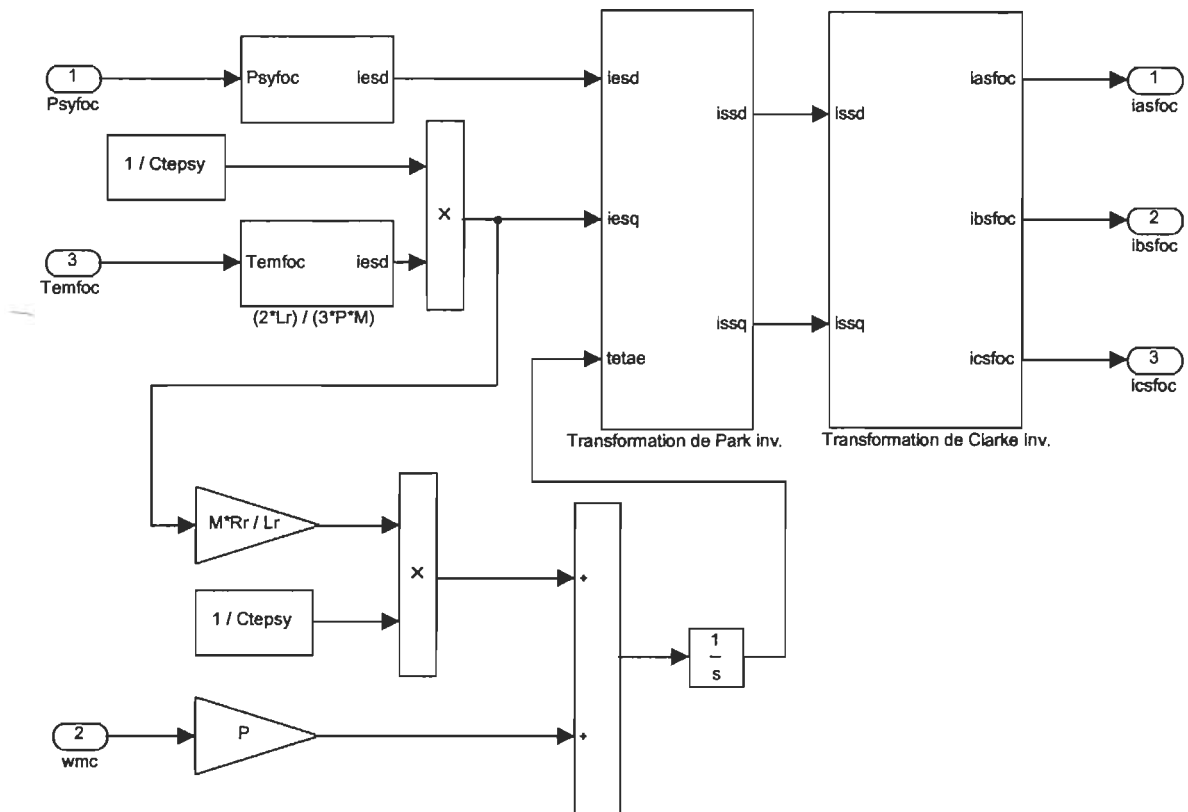 1
Psyfoc
Psyfoc iesd
1 / Ctepsy
3
Temfoc
Temfoc iesd
(2*Lr) / (3*P*M)
×
iesd
iesq
tetae
issd
issq
Transformation de Park inv.
issd
issq
iasfoc
ibsfoc
icsfoc
Transformation de Clarke inv.
1
iasfoc
2
ibsfoc
3
icsfoc
M*Rr / Lr
1 / Ctepsy
×
2
wmc
P
+
+
1
s